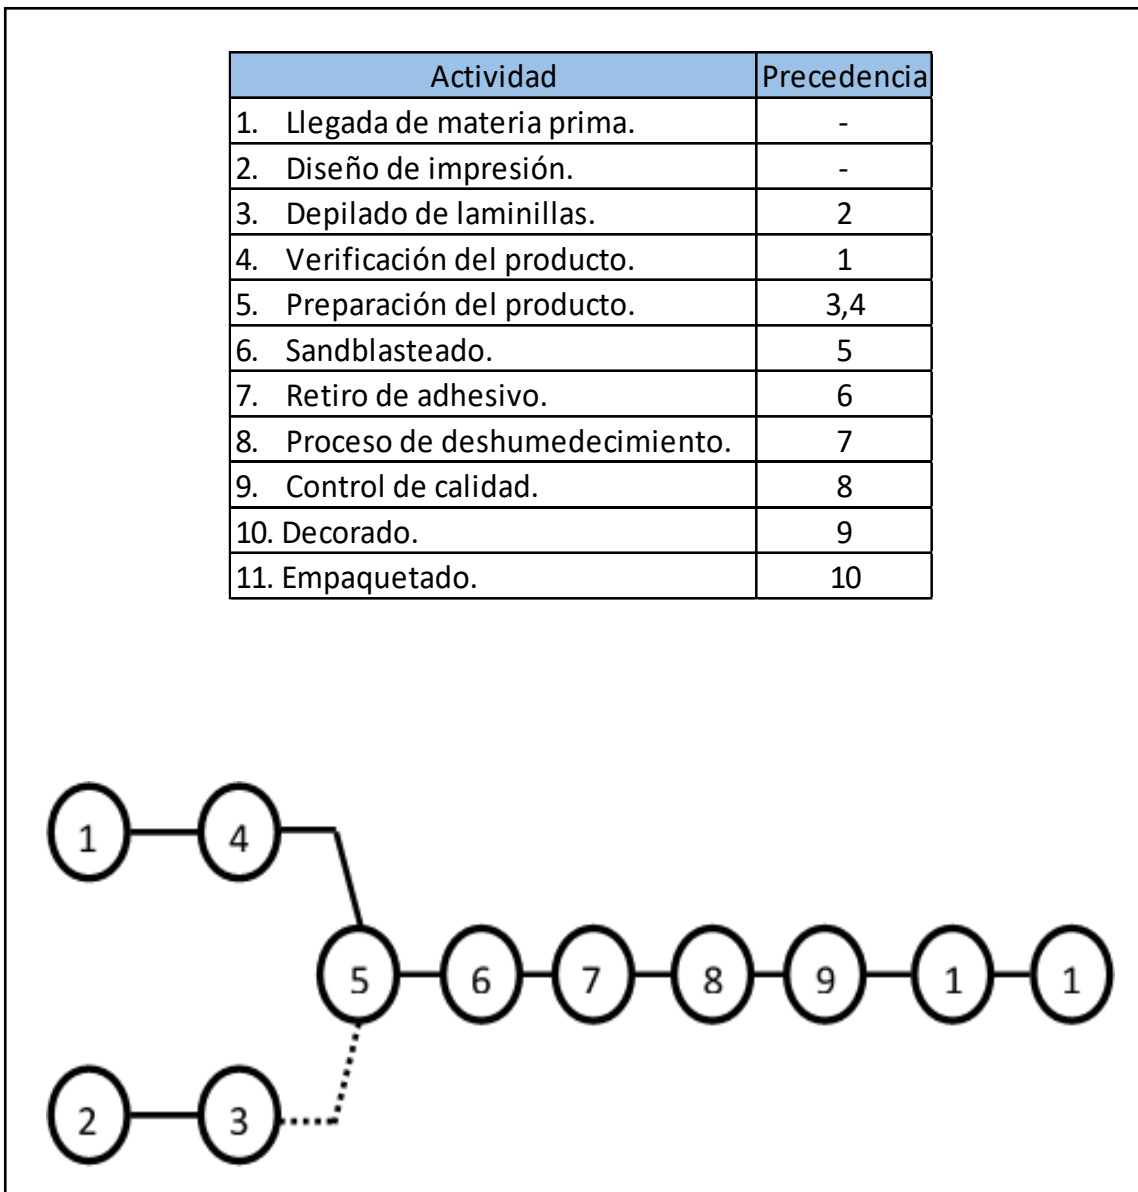 Actividad Precedencia
1. Llegada de materia prima. -
2. Diseño de impresión. -
3. Depilado de laminillas. 2
4. Verificación del producto. 1
5. Preparación del producto. 3,4
6. Sandblasteado. 5
7. Retiro de adhesivo. 6
8. Proceso de deshumedecimiento. 7
9. Control de calidad. 8
10. Decorado. 9
11. Empaquetado. 10
1 4
5 6 7 8 9 1 1
2 3